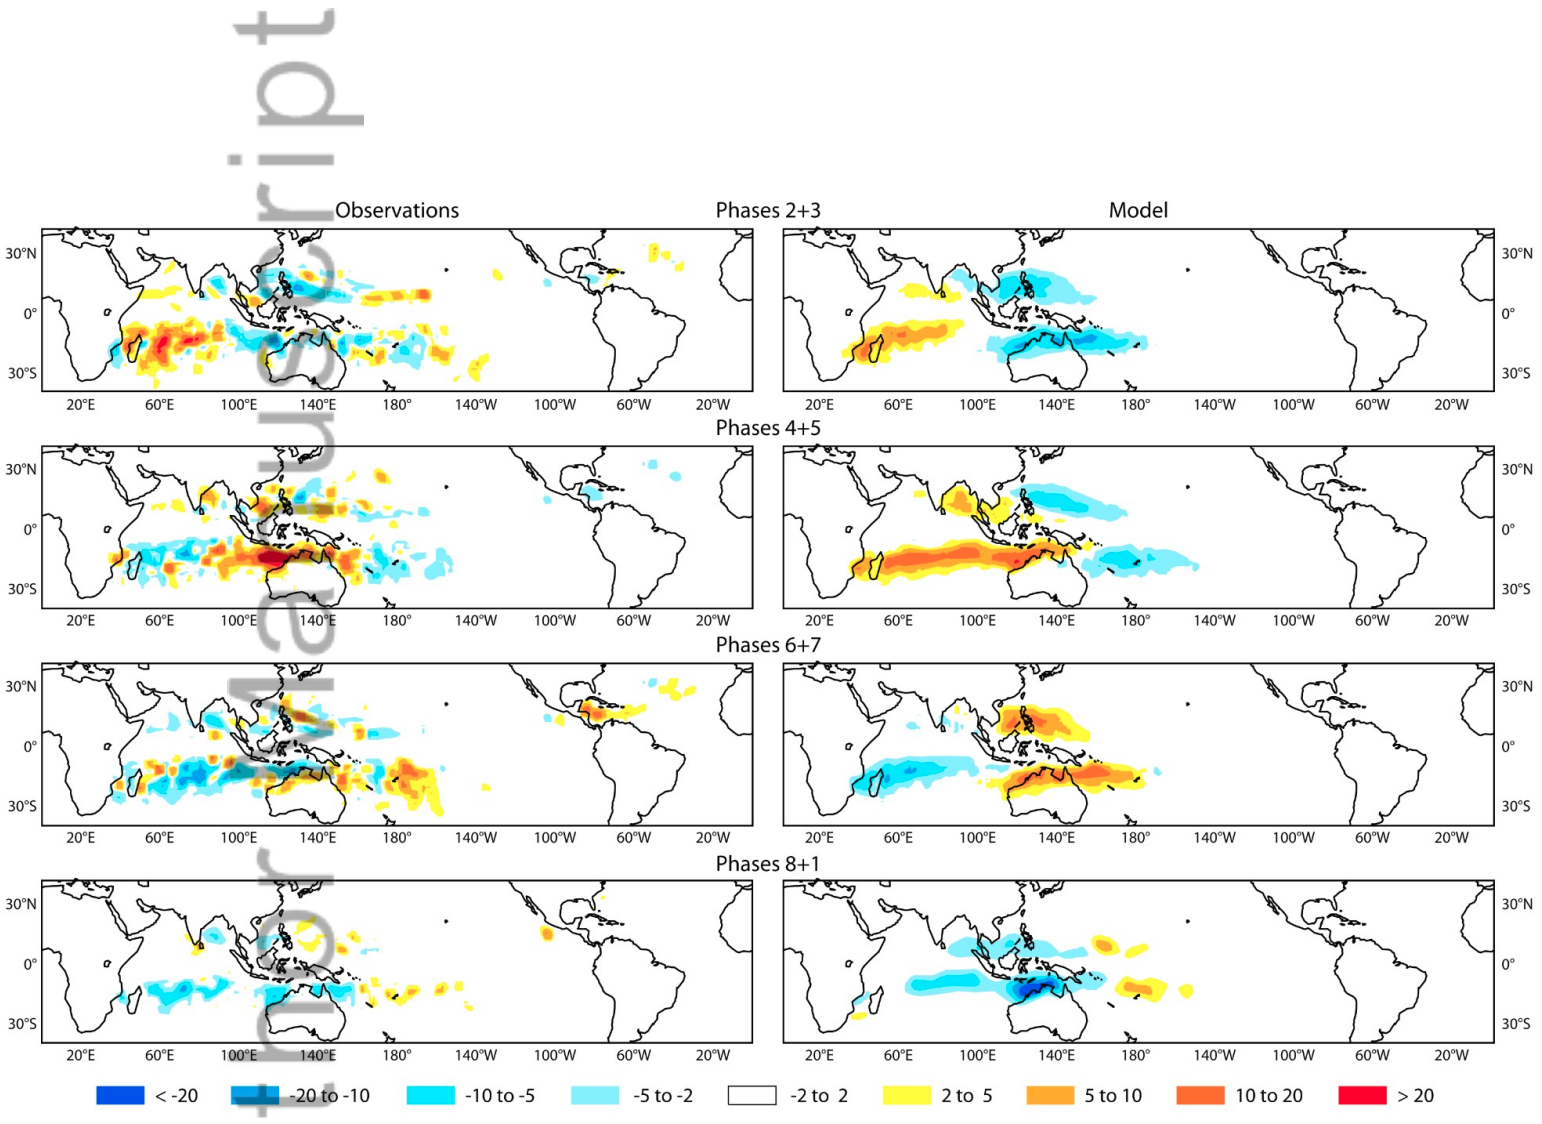 Observations Phases 2+3 Model
30°N 30°N
0° 0°
30°S 30°S
20°E 60°E 100°E 140°E 180° 140°W 100°W 60°W 20°W 20°E 60°E 100°E 140°E 180° 140°W 100°W 60°W 20°W
Phases 4+5
30°N 30°N
0° 0°
30°S 30°S
20°E 60°E 100°E 140°E 180° 140°W 100°W 60°W 20°W 20°E 60°E 100°E 140°E 180° 140°W 100°W 60°W 20°W
Phases 6+7
30°N 30°N
0° 0°
30°S 30°S
20°E 60°E 100°E 140°E 180° 140°W 100°W 60°W 20°W 20°E 60°E 100°E 140°E 180° 140°W 100°W 60°W 20°W
Phases 8+1
30°N 30°N
0° 0°
30°S 30°S
20°E 60°E 100°E 140°E 180° 140°W 100°W 60°W 20°W 20°E 60°E 100°E 140°E 180° 140°W 100°W 60°W 20°W
< -20 -20 to -10 -10 to -5 -5 to -2 -2 to 2 2 to 5 5 to 10 10 to 20 > 20
thor Manuscript